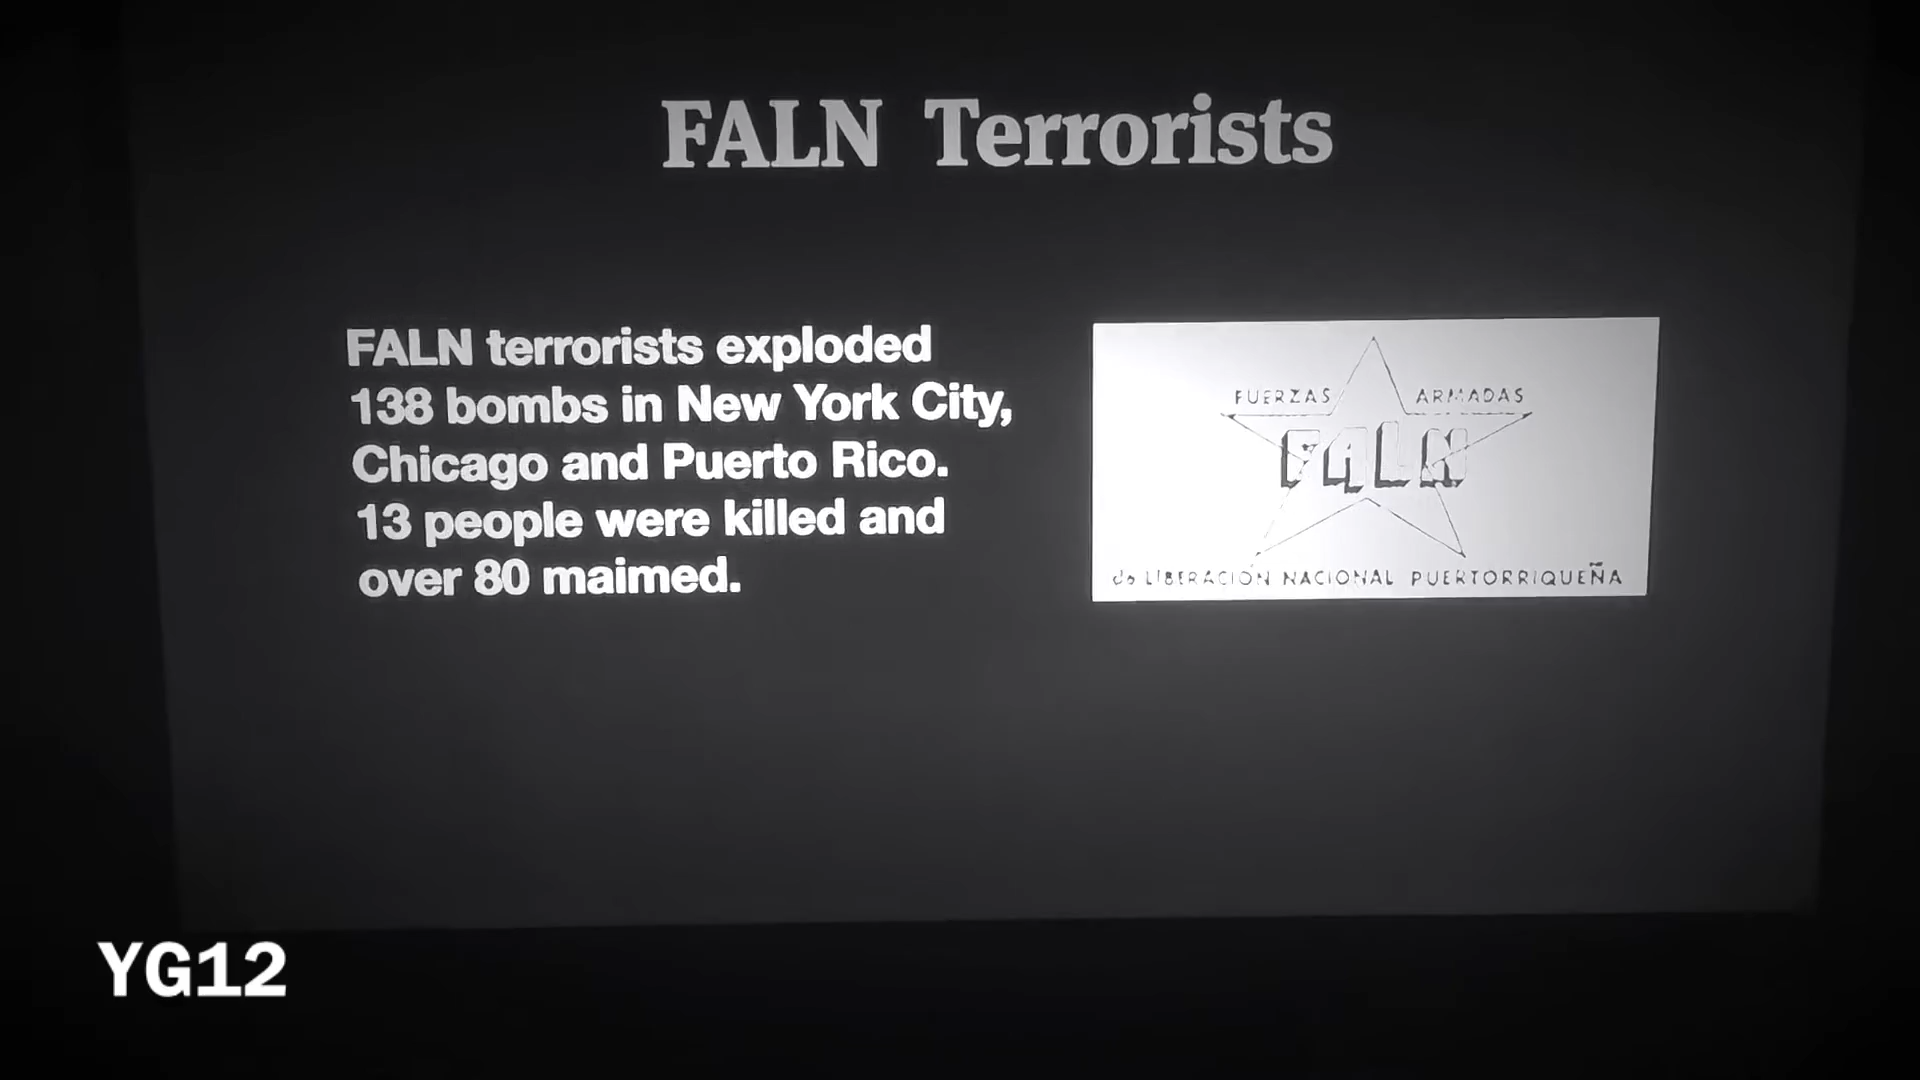 FALN Terrorists
FALN terrorists exploded
138 bombs in New York City,
Chicago and Puerto Rico.
13 people were killed and
over 80 maimed.
FUERZAS ARMADAS
FALN
de LIBERACIÓN NACIONAL PUERTORRIQUEÑA
YG12